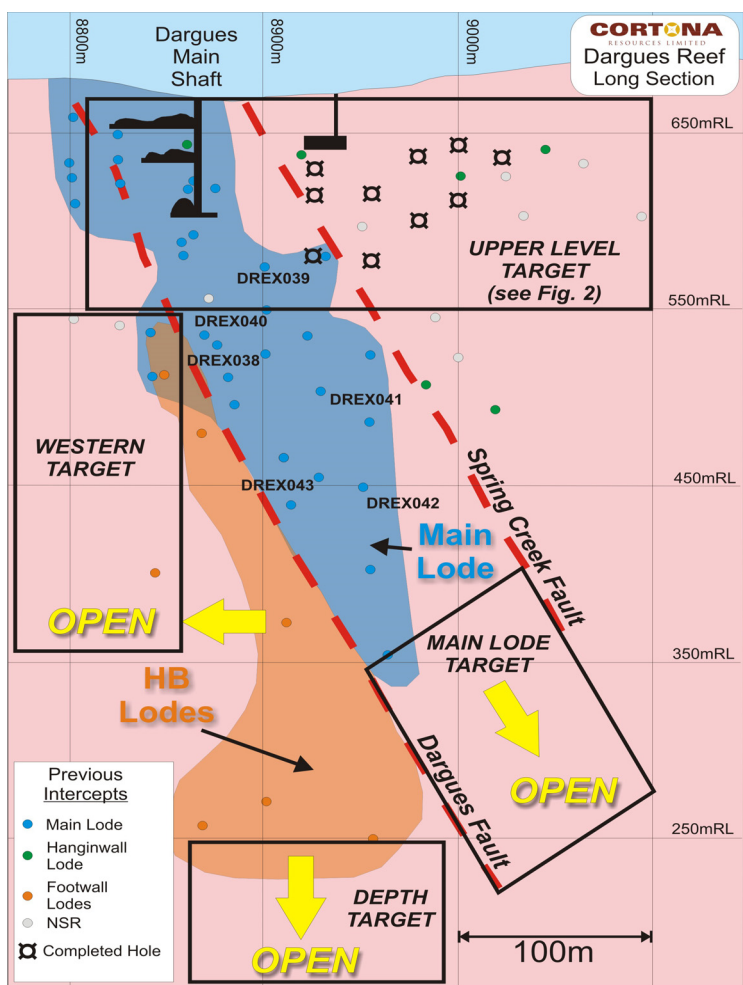 8800m
8900m
9000m
Dargues
Main
Shaft
CORTONA
RESOURCES LIMITED
Dargues Reef
Long Section
650mRL
UPPER LEVEL
TARGET
(see Fig. 2)
DREX039
550mRL
DREX040
DREX038
DREX041
WESTERN
TARGET
DREX043
DREX042
450mRL
Spring Creek Fault
Main
Lode
OPEN
MAIN LODE
TARGET
350mRL
HB
Lodes
Dargues Fault
OPEN
250mRL
Previous
Intercepts
Main Lode
Hanginwall
Lode
Footwall
Lodes
NSR
Completed Hole
DEPTH
TARGET
OPEN
100m